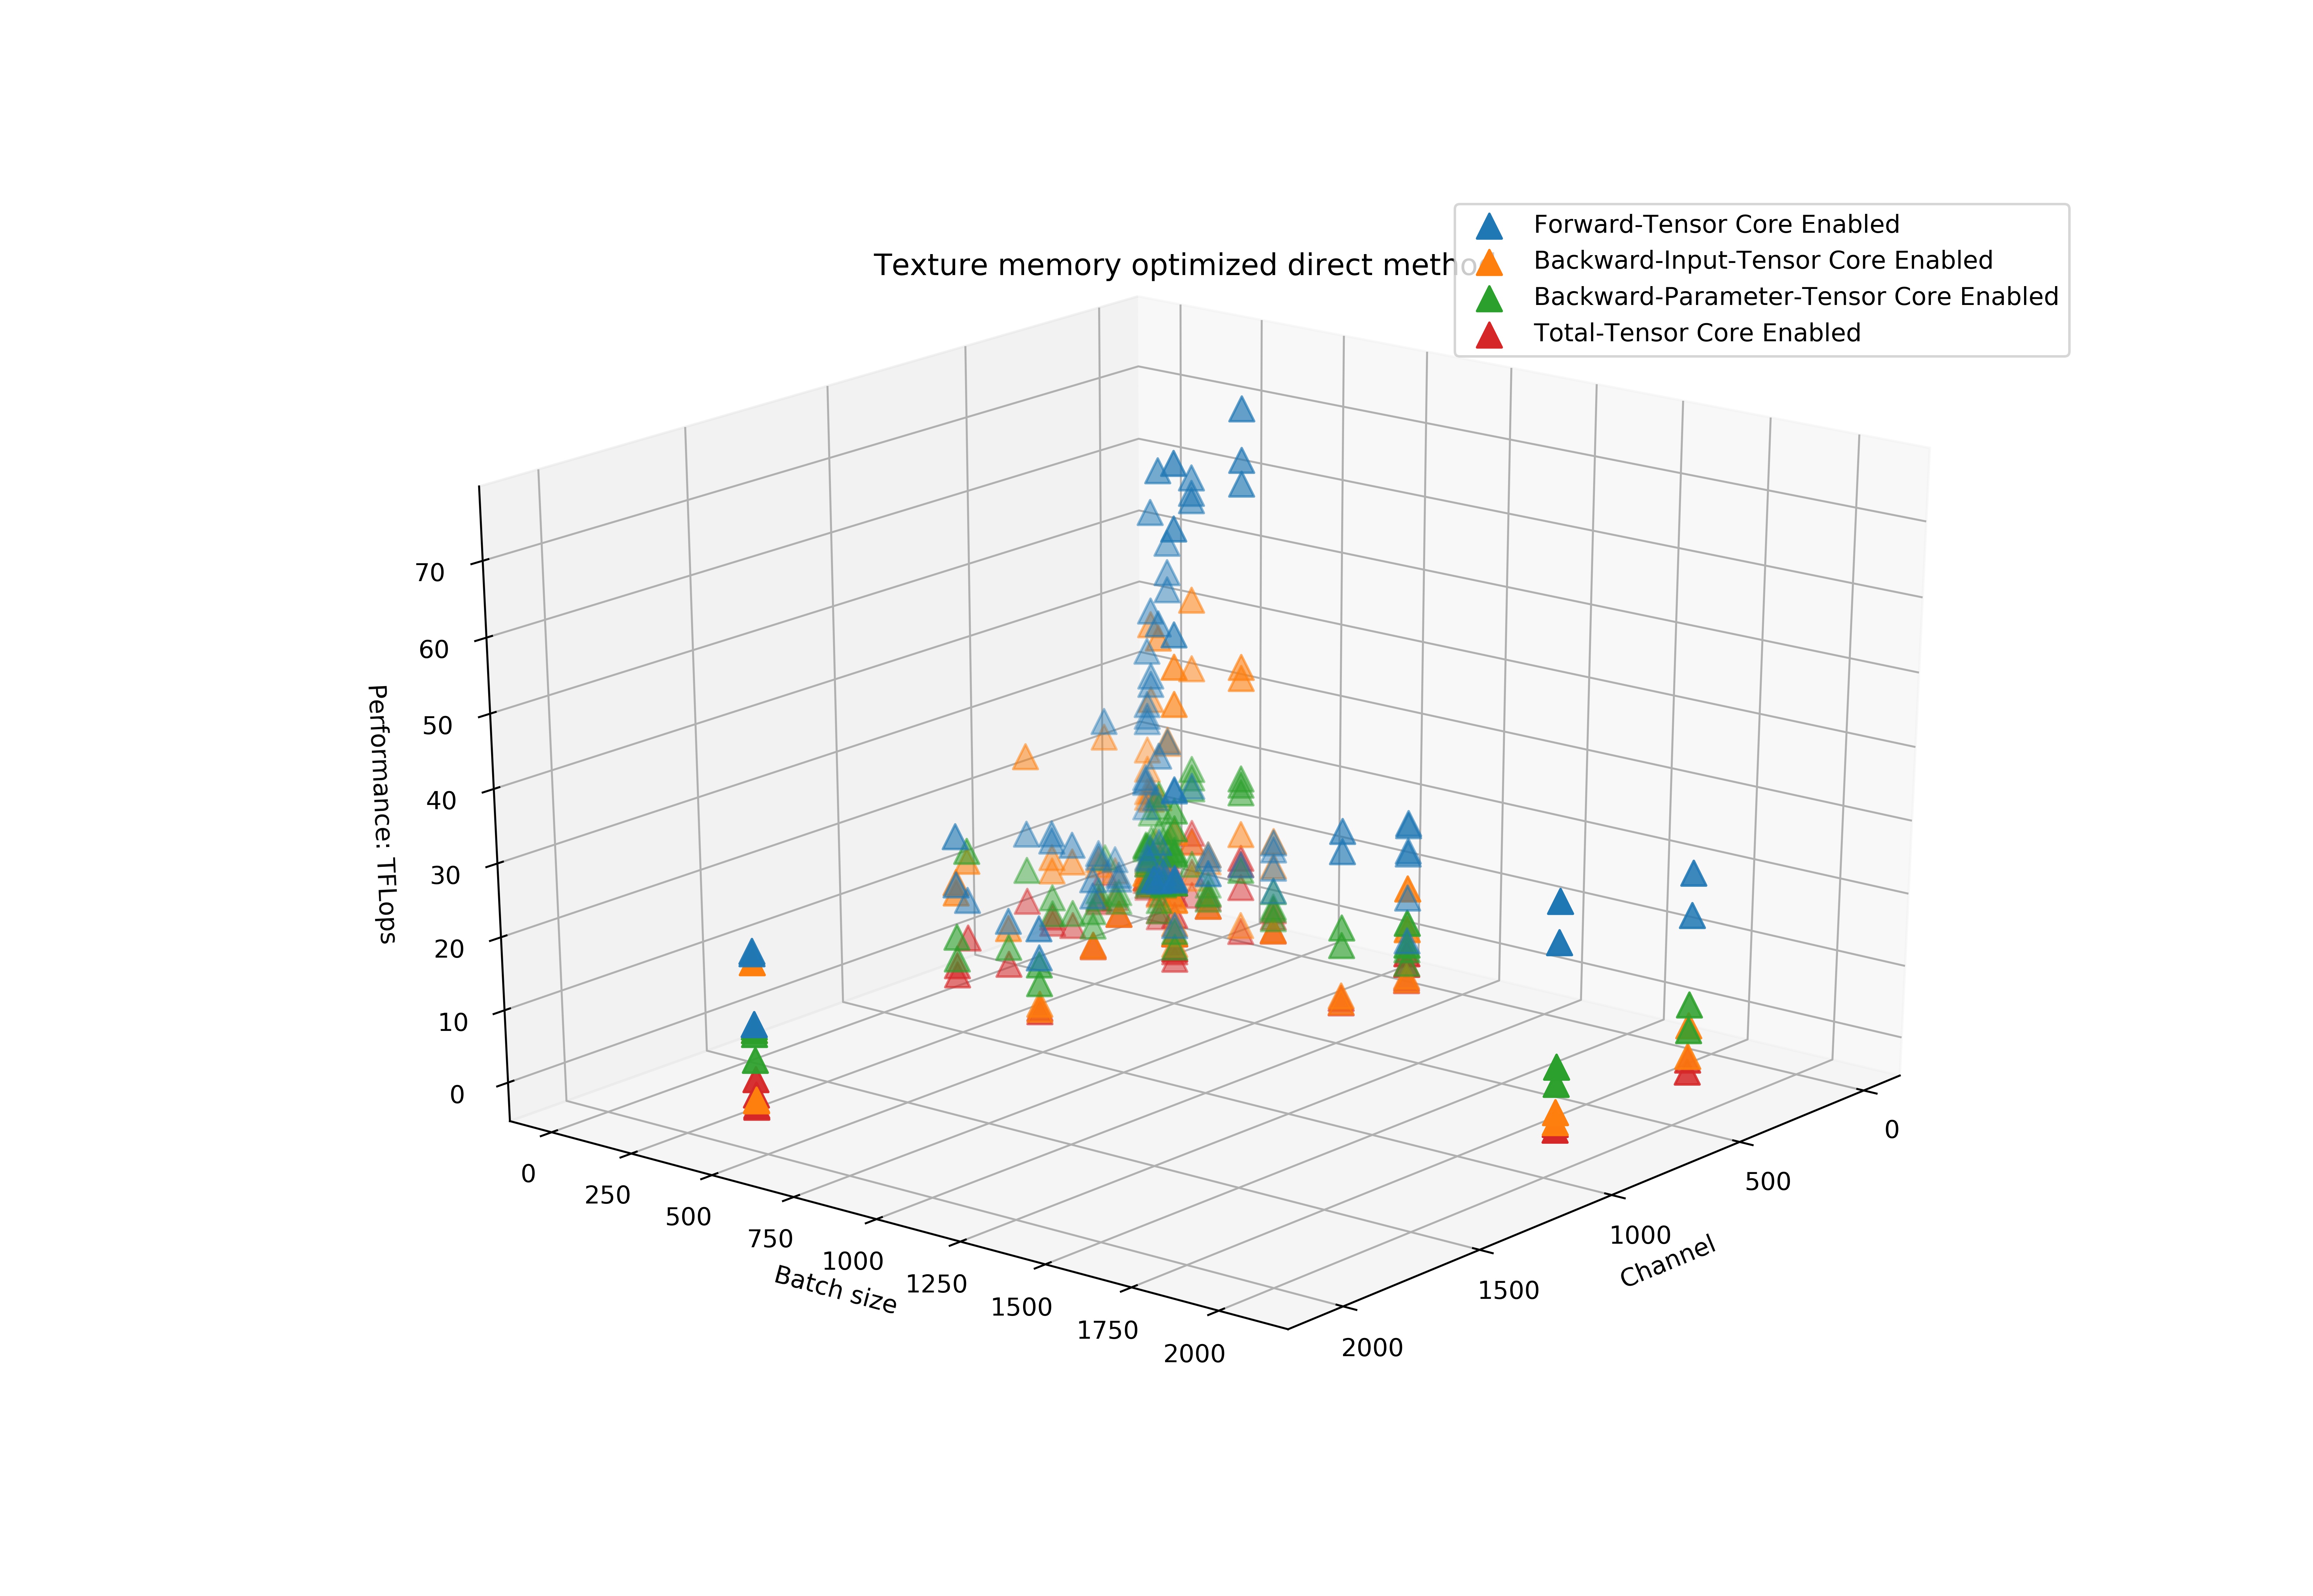 Texture memory optimized direct metho
Forward-Tensor Core Enabled
Backward-Input-Tensor Core Enabled
Backward-Parameter-Tensor Core Enabled
Total-Tensor Core Enabled
70
60
50
40
30
20
10
0
Performance: TFLops
0
250
500
750
1000
1250
1500
1750
2000
Batch size
0
500
1000
1500
2000
Channel